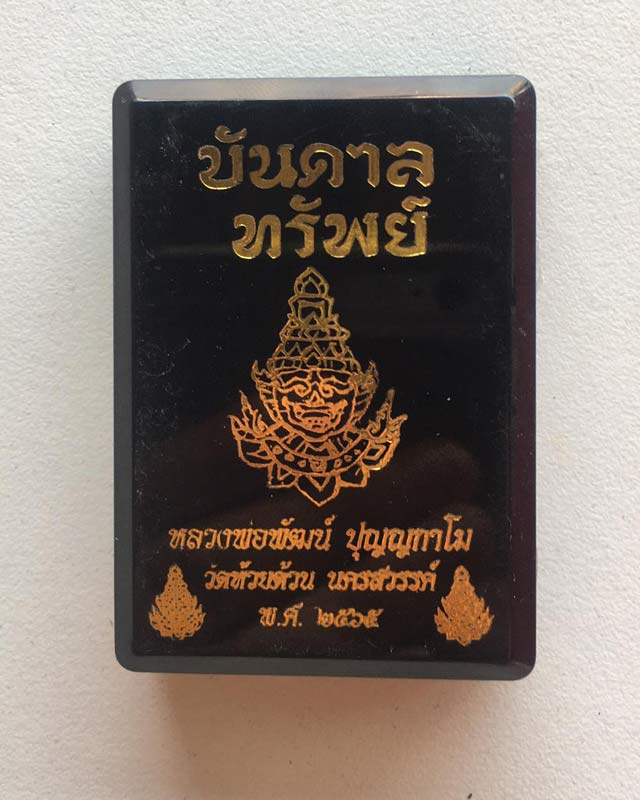 บันดาล
ทรัพย์
หลวงพ่อพัฒน์ ปุญญกาโม
วัดห้วยด้วน นครสวรรค์
พ.ศ. ๒๕๖๕